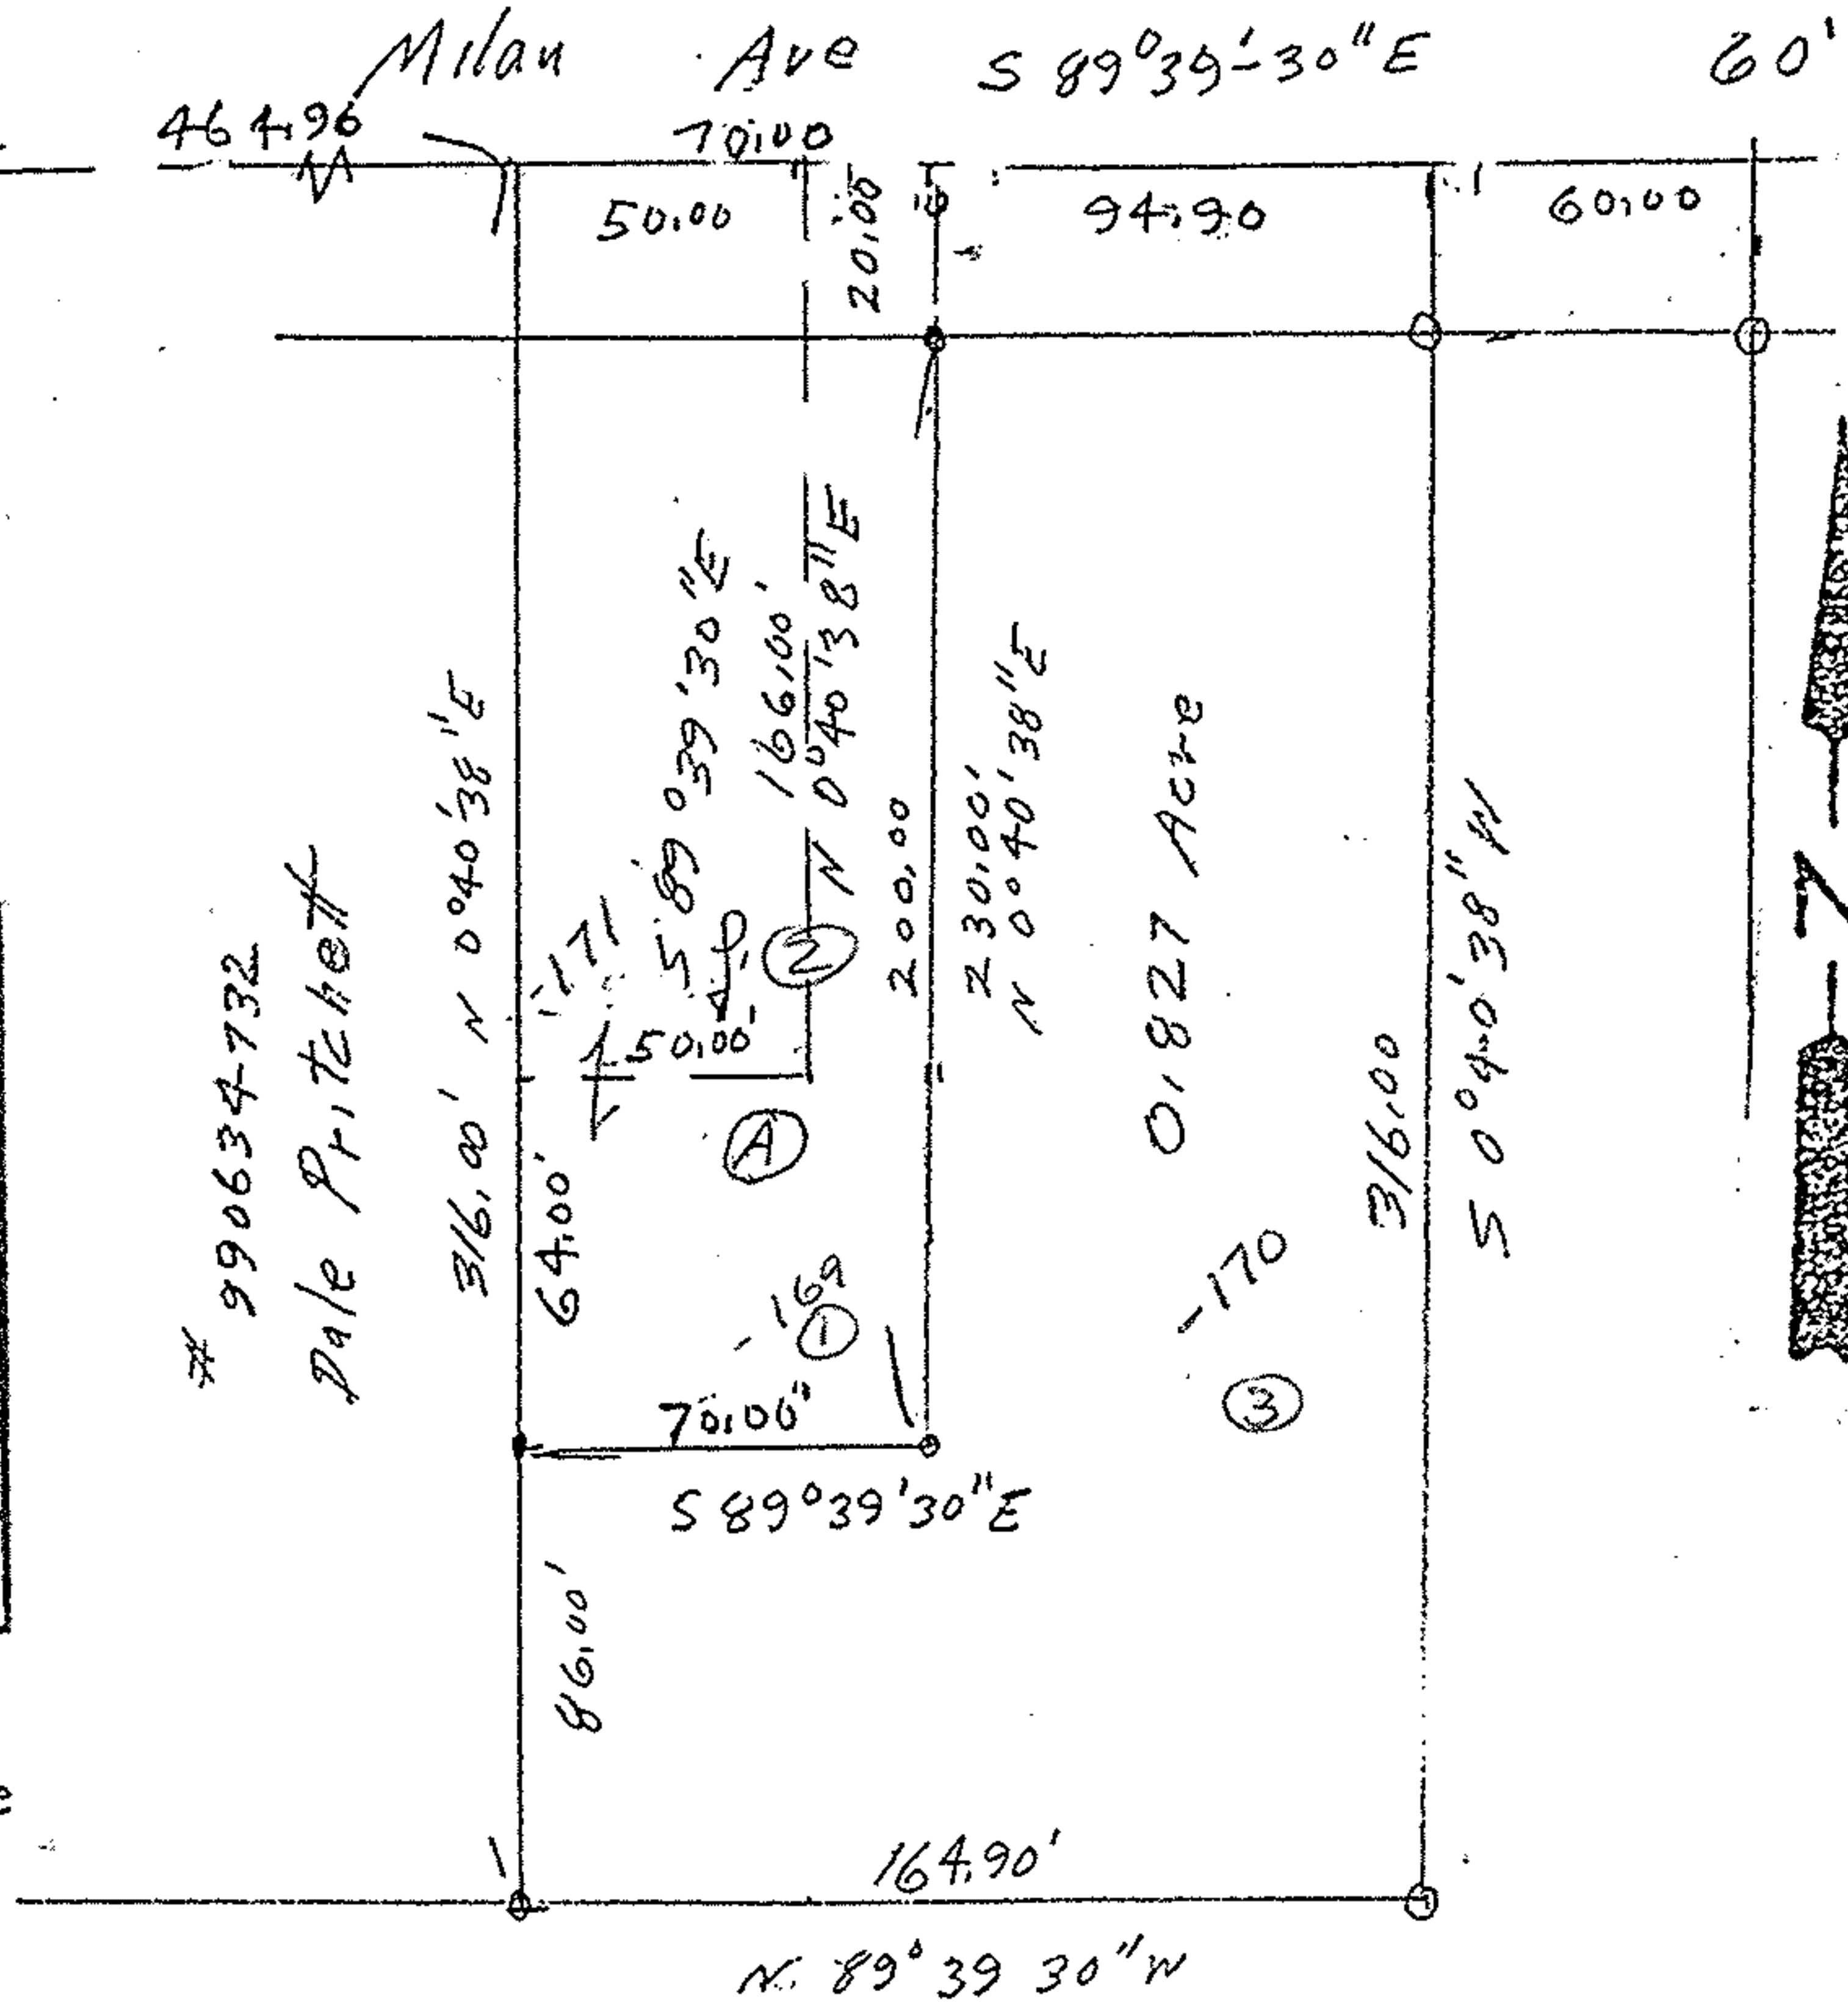 Milan Ave S 89°39'-30"E 60'
464.96 70.00
50.00 20.00 94.90 60.00
# 990634732
Dale Pritchett
316.00' N 0°40'38"E
-171
S 89°39'30"E
166.00'
N 0°40'38"E
②
50.00'
200.00
230.00'
N 0°40'38"E
0.827 Acre
316.00
S 0°40'38"W
Ⓐ
64.00'
-169
①
-170
③
70.00'
S 89°39'30"E
86.00'
164.90'
N. 89° 39 30"W